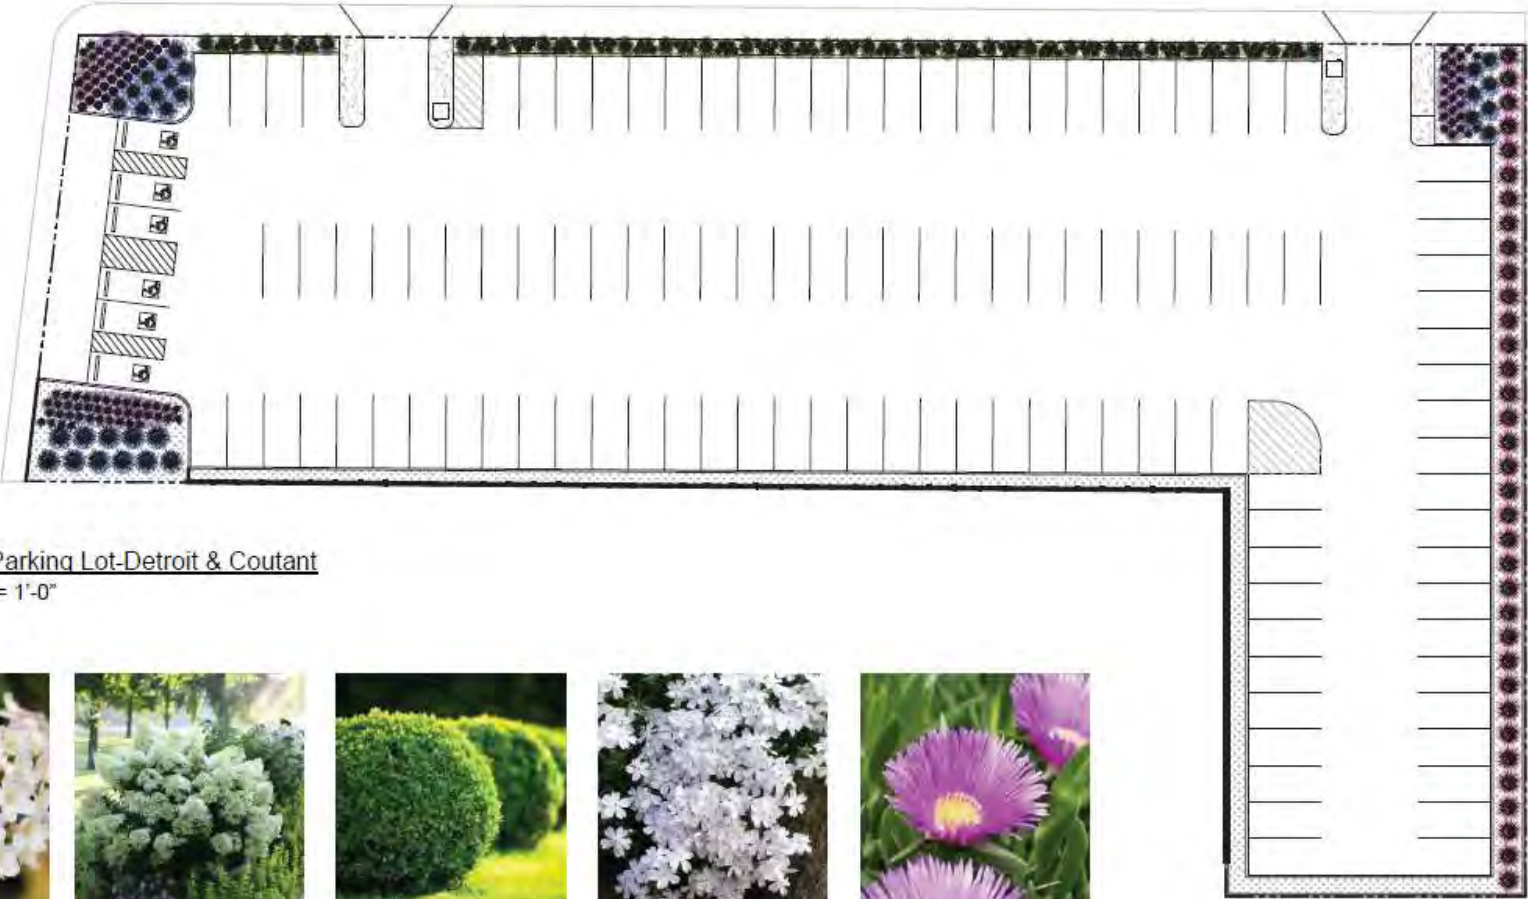 Parking Lot-Detroit & Coutant
= 1'-0"